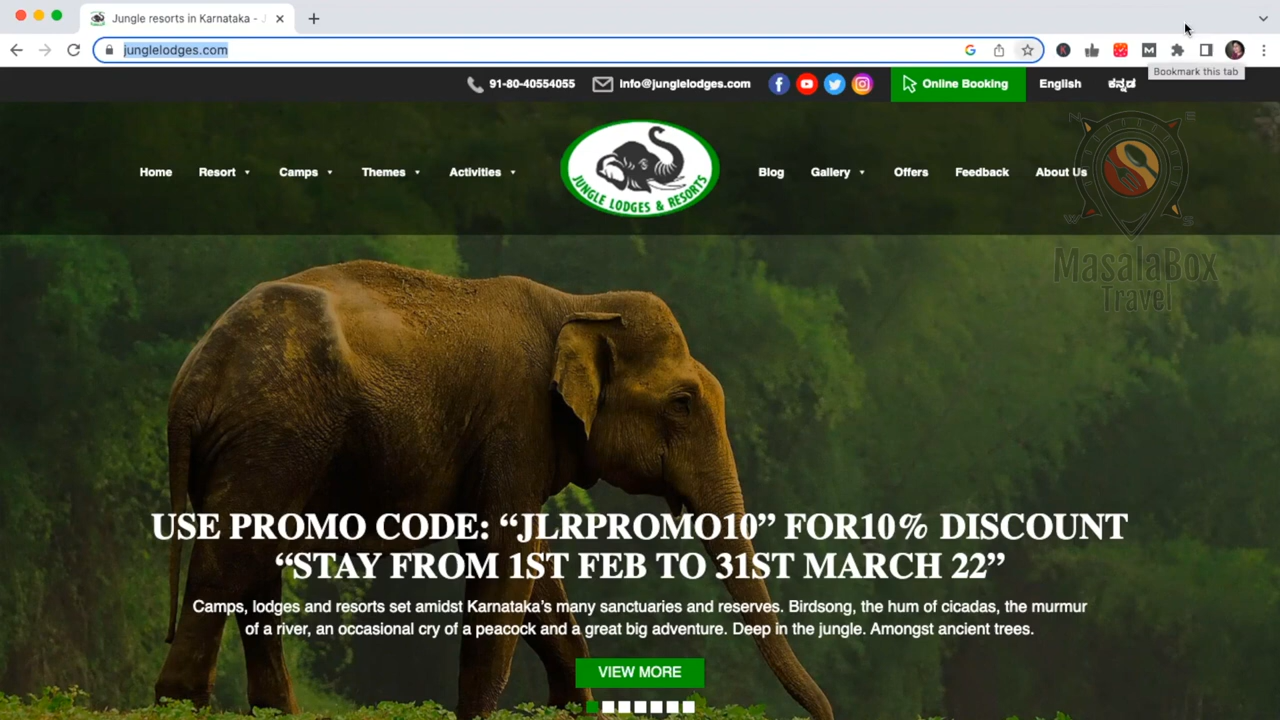 Jungle resorts in Karnataka - J
junglelodges.com
Bookmark this tab
91-80-40554055
Info@junglelodges.com
Online Booking
English
ಕನ್ನಡ
Home
Resort
Camps
Themes
Activities
JUNGLE LODGES & RESORTS
Blog
Gallery
Offers
Feedback
About Us
N E
W S
MasalaBox
Travel
USE PROMO CODE: “JLRPROMO10” FOR10% DISCOUNT
“STAY FROM 1ST FEB TO 31ST MARCH 22”
Camps, lodges and resorts set amidst Karnataka’s many sanctuaries and reserves. Birdsong, the hum of cicadas, the murmur
of a river, an occasional cry of a peacock and a great big adventure. Deep in the jungle. Amongst ancient trees.
VIEW MORE